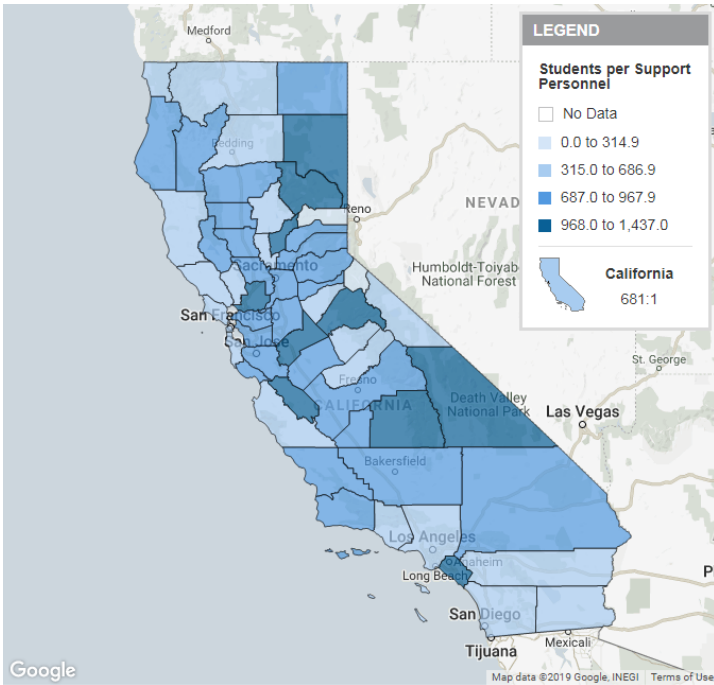 Medford
LEGEND
Students per Support
Personnel
No Data
0.0 to 314.9
315.0 to 686.9
687.0 to 967.9
968.0 to 1,437.0
California
681:1
Redding
NEVAD
Reno
Sacramento
Humboldt-Toiyab
National Forest
San Francisco
San Jose
St. George
Fresno
Death Valley
National Park
CALIFORNIA
Las Vegas
Bakersfield
Los Angeles
Anaheim
Long Beach
P
San Diego
Tijuana
Mexicali
Google
Map data ©2019 Google, INEGI
Terms of Use